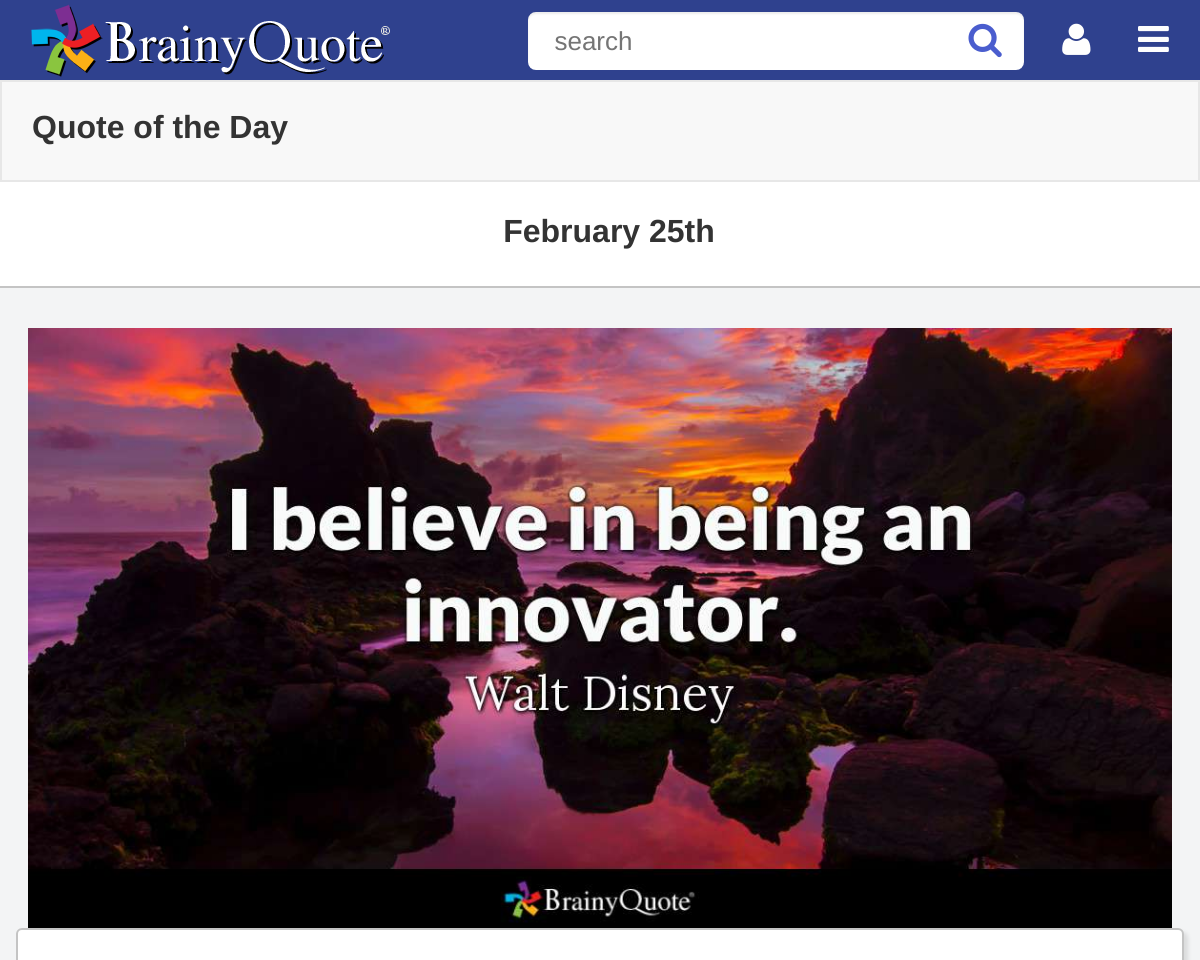 BrainyQuote®
search
Quote of the Day
February 25th
I believe in being an
innovator.
Walt Disney
BrainyQuote®